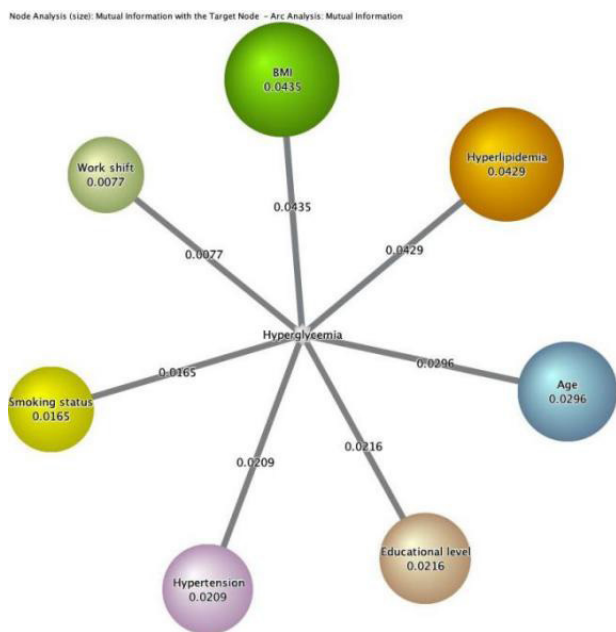 Node Analysis (size): Mutual Information with the Target Node - Arc Analysis: Mutual Information
BMI
0.0435
Hyperlipidemia
0.0429
Work shift
0.0077
0.0435
0.0429
0.0077
Hyperglycemia
0.0296
0.0165
Age
0.0296
Smoking status
0.0165
0.0216
0.0209
Educational level
0.0216
Hypertension
0.0209